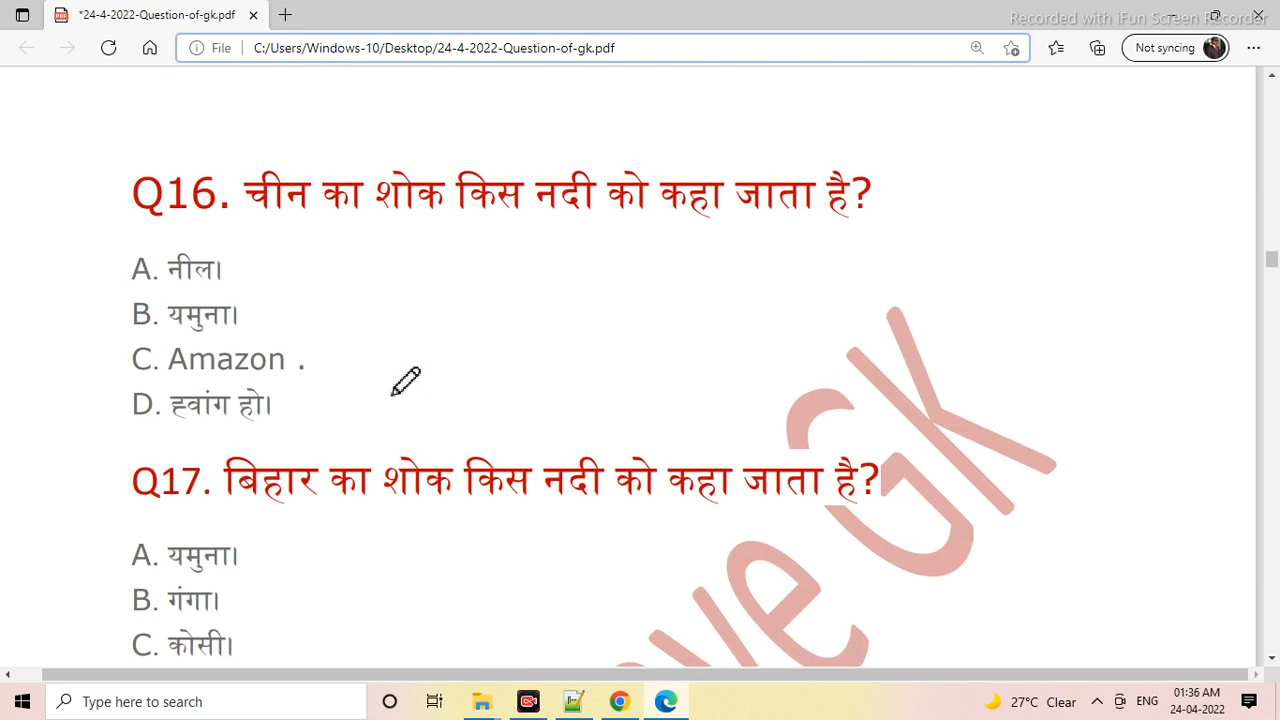 *24-4-2022-Question-of-gk.pdf
Recorded with iFun Screen Recorder
File C:/Users/Windows-10/Desktop/24-4-2022-Question-of-gk.pdf
Not syncing
Q16. चीन का शोक किस नदी को कहा जाता है?
A. नील।
B. यमुना।
C. Amazon .
D. ह्वांग हो।
Q17. बिहार का शोक किस नदी को कहा जाता है?
A. यमुना।
B. गंगा।
C. कोसी।
ve GK
Type here to search
27°C Clear
ENG
01:36 AM
24-04-2022